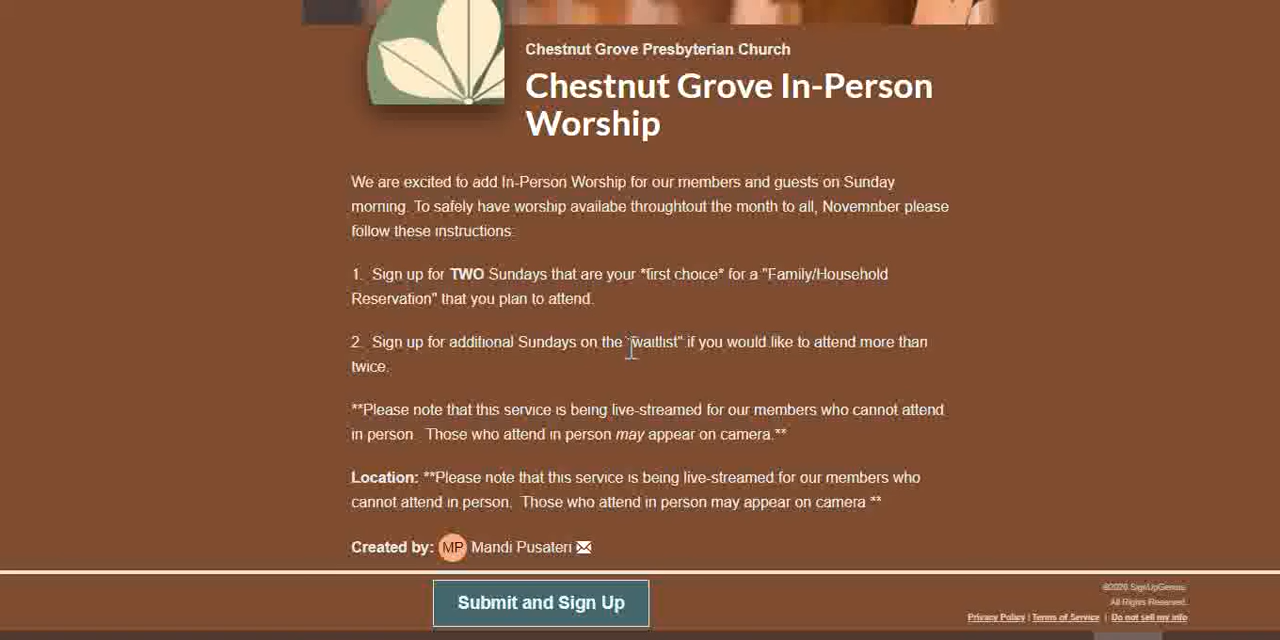 Chestnut Grove Presbyterian Church
Chestnut Grove In-Person
Worship
We are excited to add In-Person Worship for our members and guests on Sunday
morning. To safely have worship availabe throughtout the month to all, Novemnber please
follow these instructions:
1. Sign up for TWO Sundays that are your *first choice* for a "Family/Household
Reservation" that you plan to attend.
2. Sign up for additional Sundays on the "waitlist" if you would like to attend more than
twice.
**Please note that this service is being live-streamed for our members who cannot attend
in person. Those who attend in person may appear on camera.**
Location: **Please note that this service is being live-streamed for our members who
cannot attend in person. Those who attend in person may appear on camera **
Created by: MP Mandi Pusateri
Submit and Sign Up
©2020 SignUpGenius.
All Rights Reserved.
Privacy Policy | Terms of Service | Do not sell my info